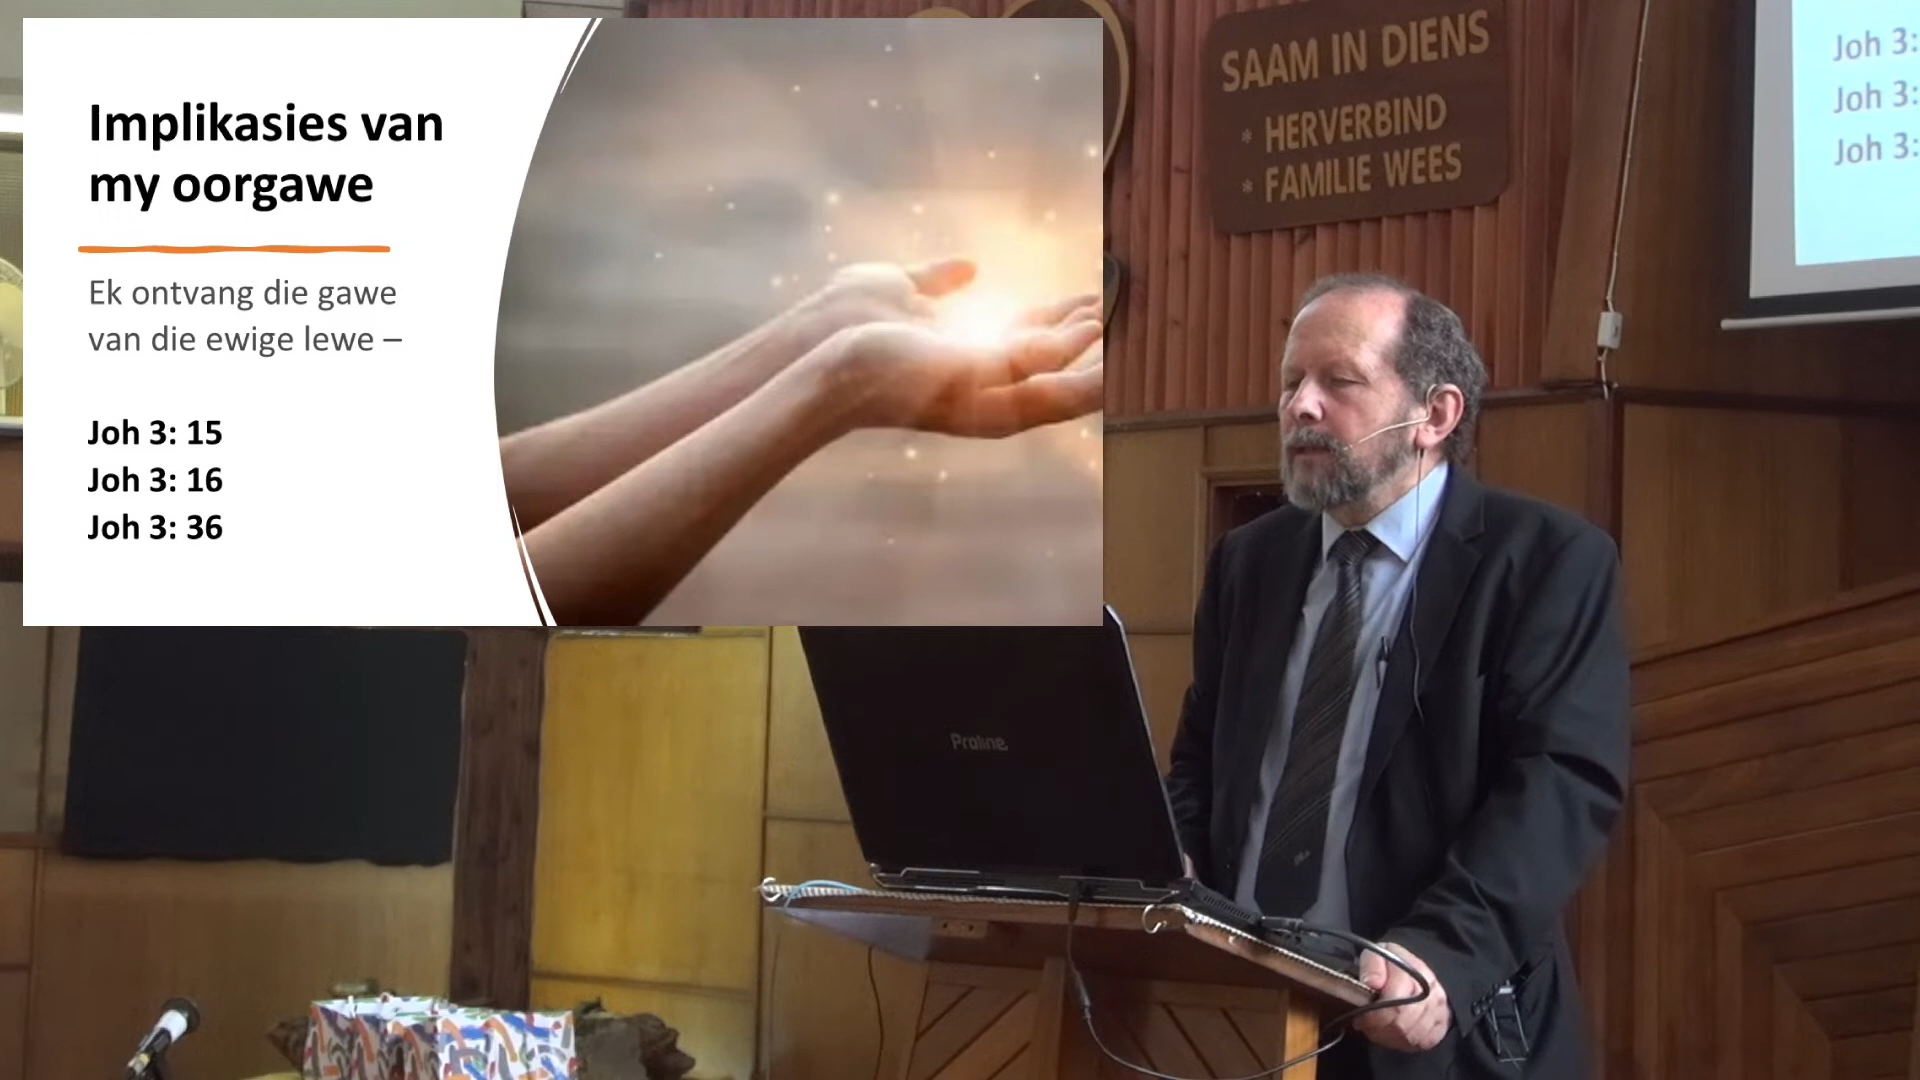 Implikasies van
my oorgawe
Ek ontvang die gawe
van die ewige lewe –
Joh 3: 15
Joh 3: 16
Joh 3: 36
SAAM IN DIENS
* HERVERBIND
* FAMILIE WEES
Joh 3:
Joh 3:
Joh 3:
Proline